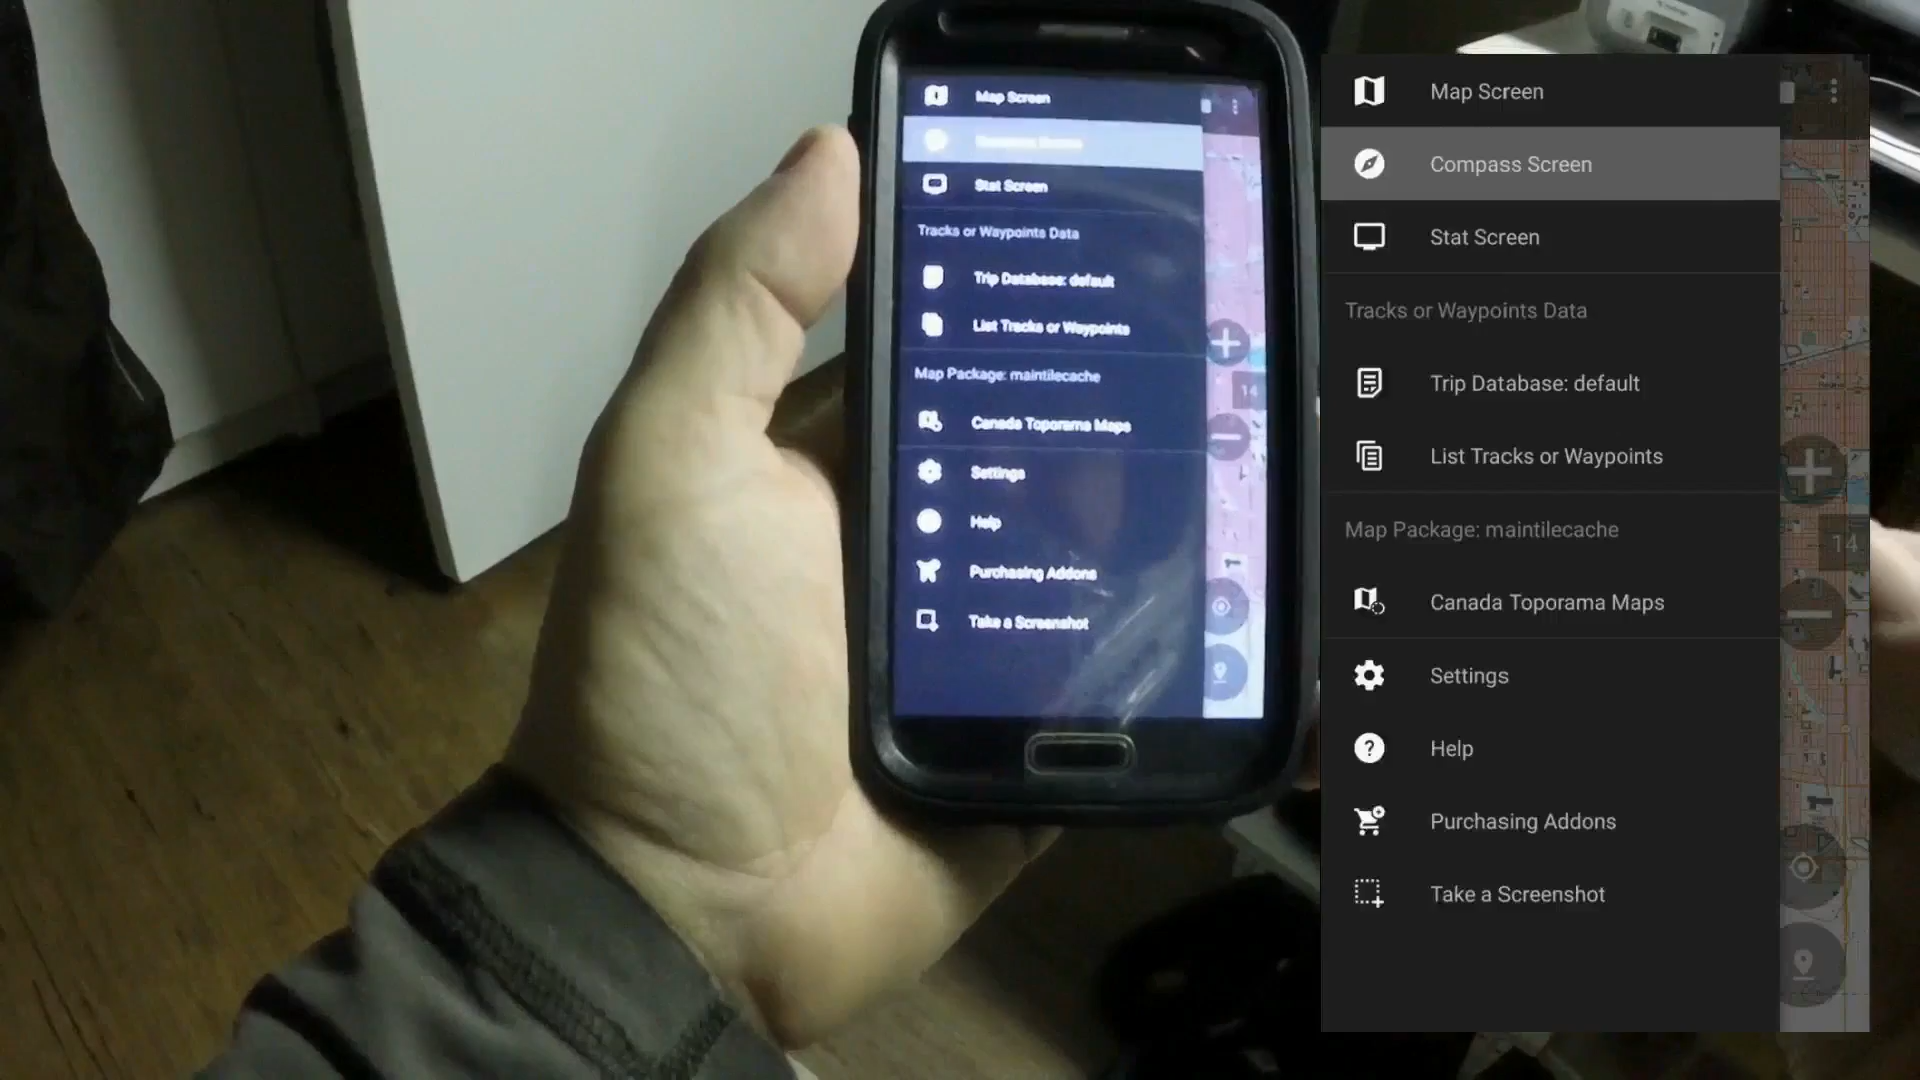 Map Screen
Stat Screen
Tracks or Waypoints Data
Trip Database: default
List Tracks or Waypoints
Map Package: maintilecache
Canada Toporama Maps
Settings
Help
Purchasing Addons
Take a Screenshot
14
Map Screen
Compass Screen
Stat Screen
Tracks or Waypoints Data
Trip Database: default
List Tracks or Waypoints
Map Package: maintilecache
14
Canada Toporama Maps
Settings
Help
Purchasing Addons
Take a Screenshot